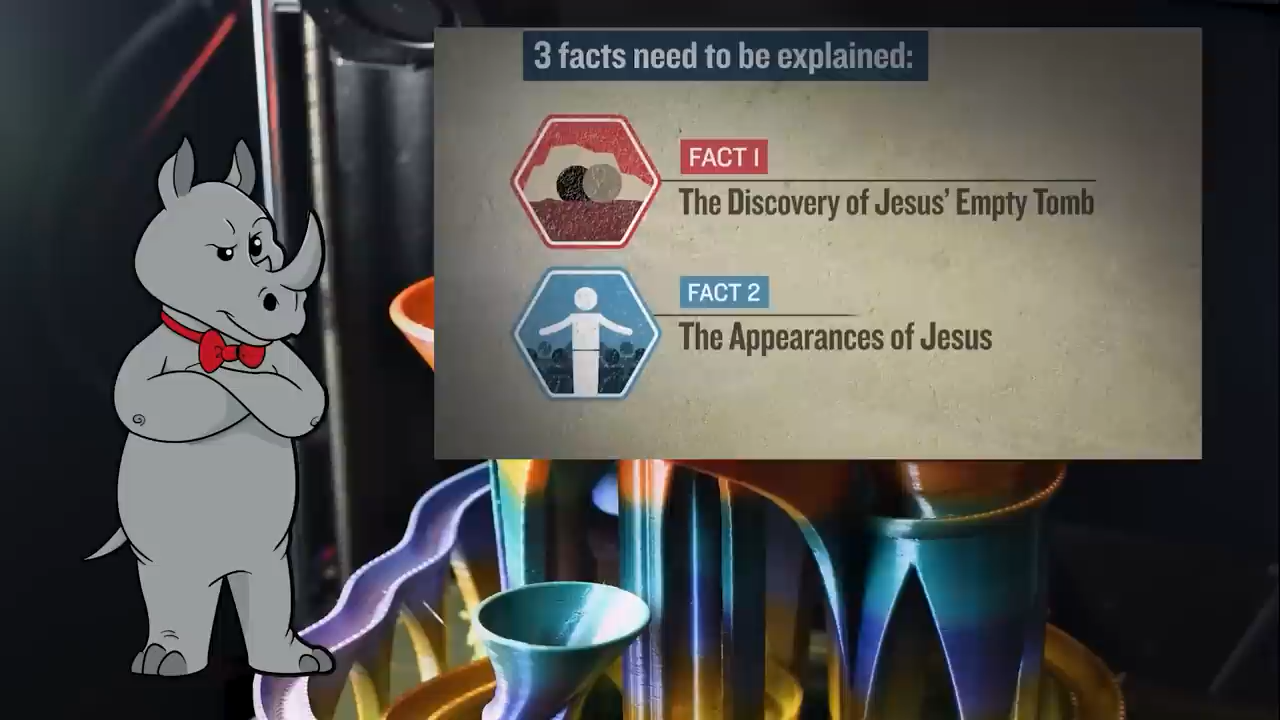 3 facts need to be explained:
FACT I
The Discovery of Jesus' Empty Tomb
FACT 2
The Appearances of Jesus